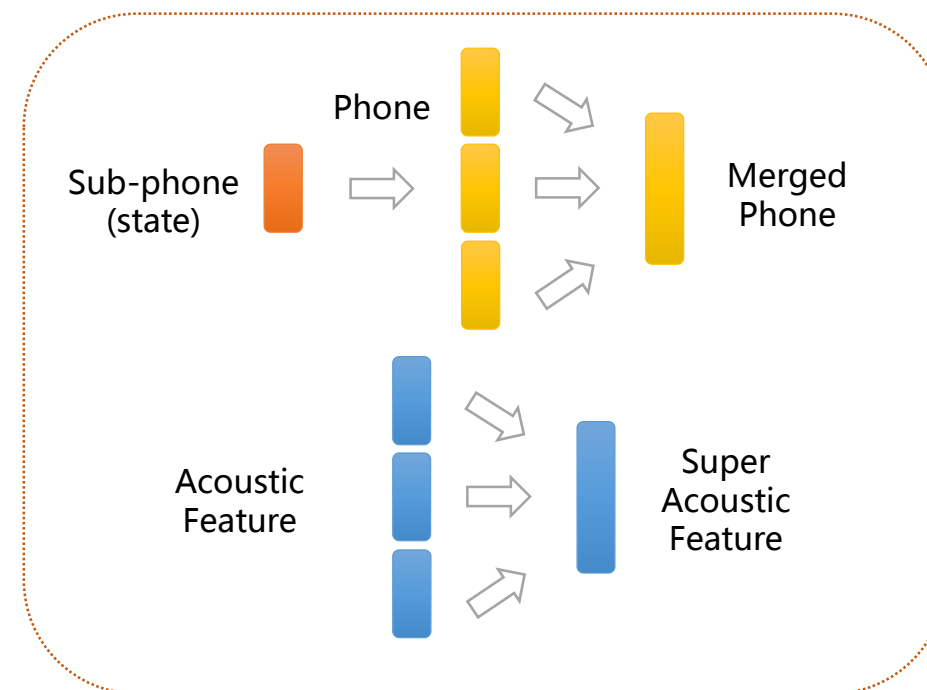 Phone
Sub-phone
(state)
Merged
Phone
Acoustic
Feature
Super
Acoustic
Feature